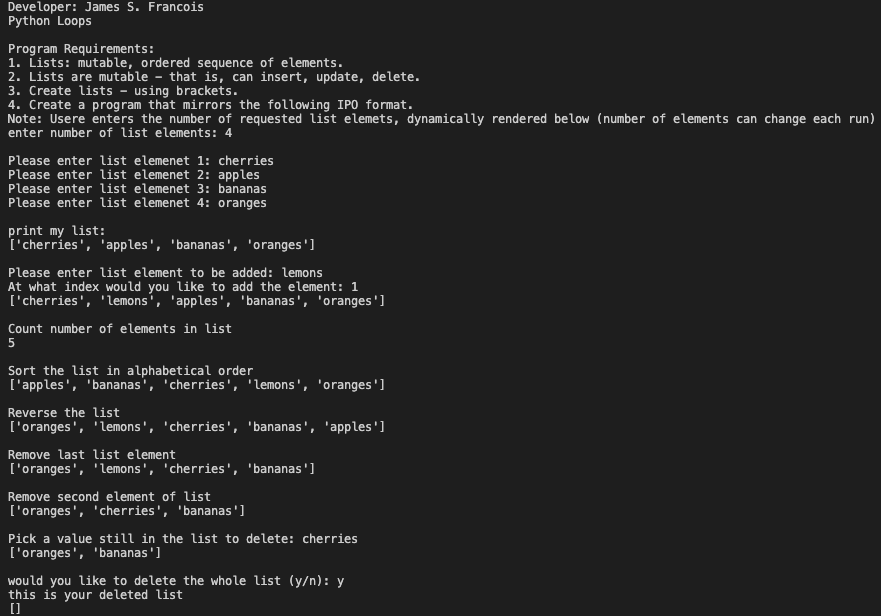 Developer: James S. Francois
Python Loops
Program Requirements:
1. Lists: mutable, ordered sequence of elements.
2. Lists are mutable – that is, can insert, update, delete.
3. Create lists – using brackets.
4. Create a program that mirrors the following IPO format.
Note: Usere enters the number of requested list elemets, dynamically rendered below (number of elements can change each run)
enter number of list elements: 4
Please enter list elemenet 1: cherries
Please enter list elemenet 2: apples
Please enter list elemenet 3: bananas
Please enter list elemenet 4: oranges
print my list:
['cherries', 'apples', 'bananas', 'oranges']
Please enter list element to be added: lemons
At what index would you like to add the element: 1
['cherries', 'lemons', 'apples', 'bananas', 'oranges']
Count number of elements in list
5
Sort the list in alphabetical order
['apples', 'bananas', 'cherries', 'lemons', 'oranges']
Reverse the list
['oranges', 'lemons', 'cherries', 'bananas', 'apples']
Remove last list element
['oranges', 'lemons', 'cherries', 'bananas']
Remove second element of list
['oranges', 'cherries', 'bananas']
Pick a value still in the list to delete: cherries
['oranges', 'bananas']
would you like to delete the whole list (y/n): y
this is your deleted list
[]